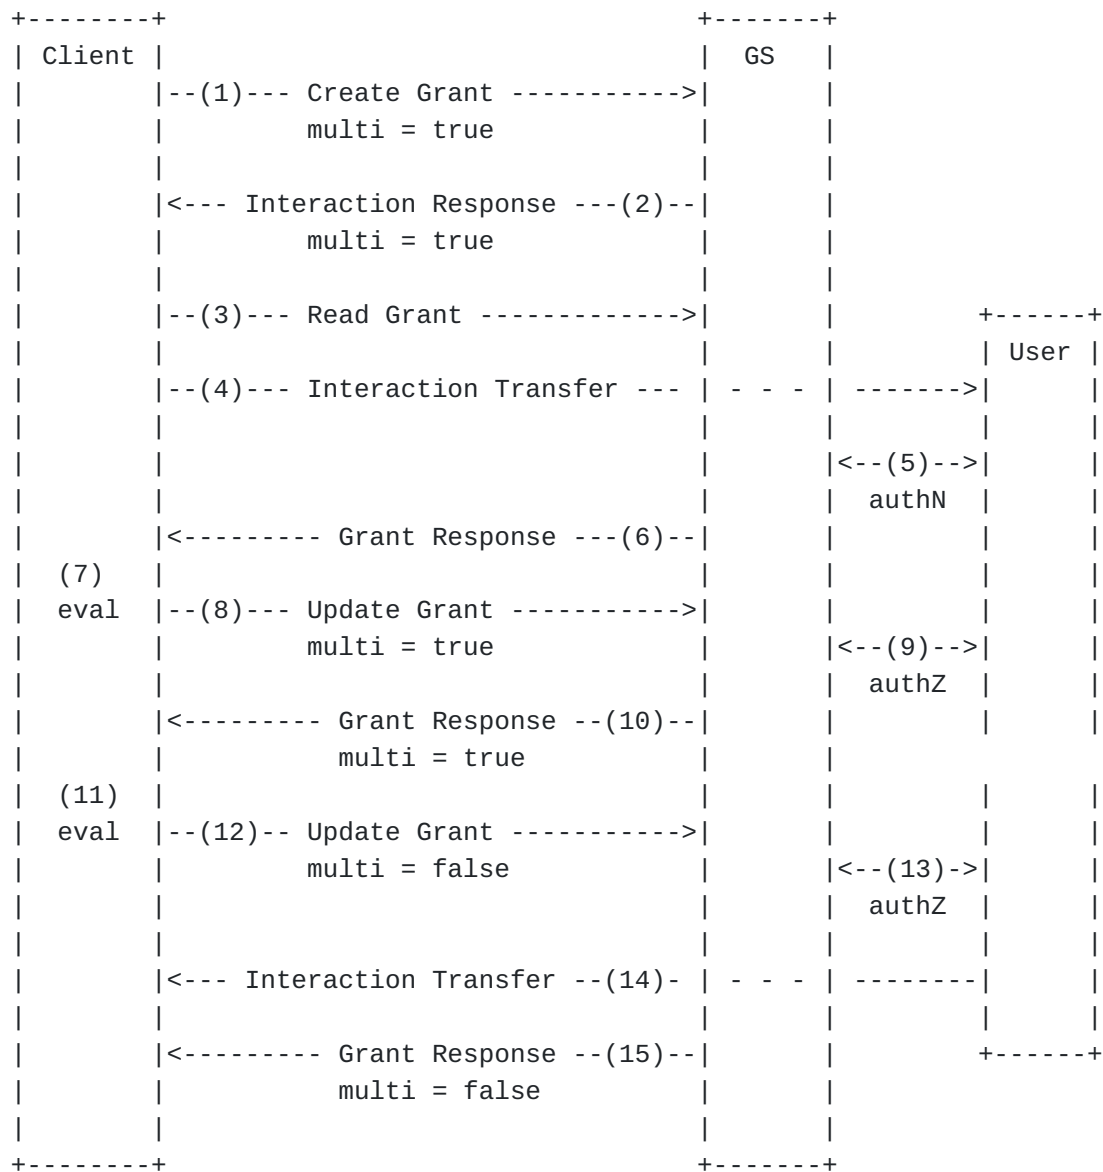 +--------+                                  +-------+
| Client |                                  |  GS   |
|        |--(1)--- Create Grant ----------->|       |
|        |         multi = true             |       |
|        |                                  |       |
|        |<--- Interaction Response ---(2)--|       |
|        |         multi = true             |       |
|        |                                  |       |
|        |--(3)--- Read Grant ------------->|       |         +------+
|        |                                  |       |         | User |
|        |--(4)--- Interaction Transfer --- | - - - | ------->|      |
|        |                                  |       |         |      |
|        |                                  |       |<--(5)-->|      |
|        |                                  |       |  authN  |      |
|        |<--------- Grant Response ---(6)--|       |         |      |
|  (7)   |                                  |       |         |      |
|  eval  |--(8)--- Update Grant ----------->|       |         |      |
|        |         multi = true             |       |<--(9)-->|      |
|        |                                  |       |  authZ  |      |
|        |<--------- Grant Response --(10)--|       |         |      |
|        |           multi = true           |       |
|  (11)  |                                  |       |         |      |
|  eval  |--(12)-- Update Grant ----------->|       |         |      |
|        |         multi = false            |       |<--(13)->|      |
|        |                                  |       |  authZ  |      |
|        |                                  |       |         |      |
|        |<--- Interaction Transfer --(14)- | - - - | --------|      |
|        |                                  |       |         |      |
|        |<--------- Grant Response --(15)--|       |         +------+
|        |           multi = false          |       |
|        |                                  |       |
+--------+                                  +-------+